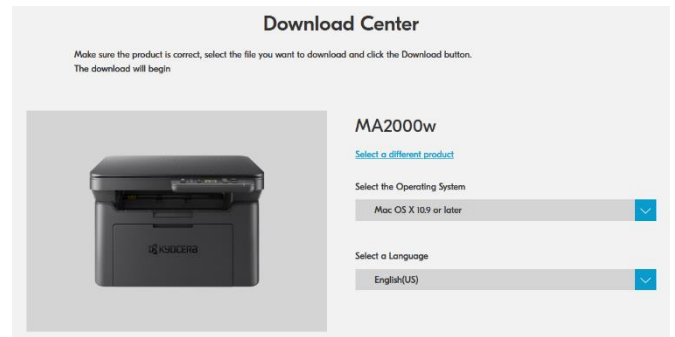 Download Center
Make sure the product is correct, select the file you want to download and click the Download button.
The download will begin
MA2000w
Select a different product
Select the Operating System
Mac OS X 10.9 or later
KYOCERA
Select a Language
English(US)